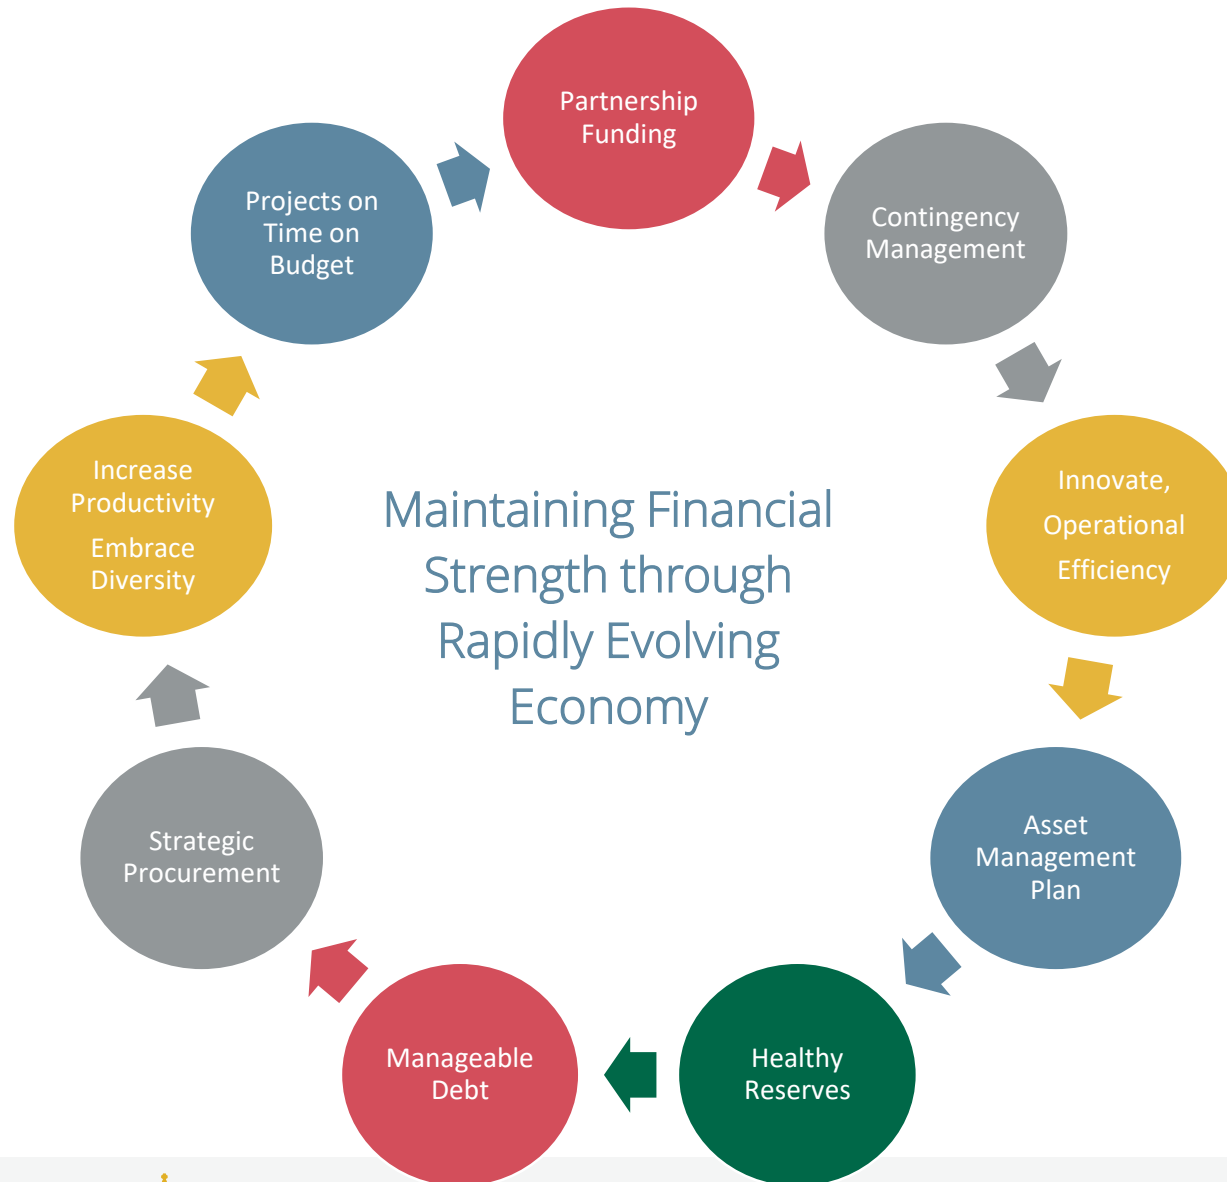 Partnership
Funding
Contingency
Management
Innovate,
Operational
Efficiency
Asset
Management
Plan
Healthy
Reserves
Manageable
Debt
Strategic
Procurement
Increase
Productivity
Embrace
Diversity
Projects on
Time on
Budget
Maintaining Financial
Strength through
Rapidly Evolving
Economy